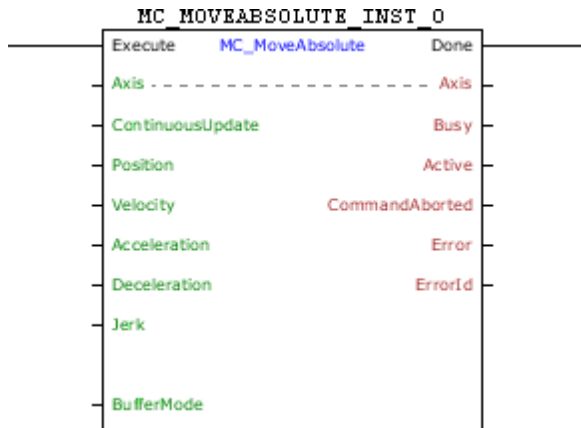 MC_MOVEABSOLUTE_INST_0
Execute MC_MoveAbsolute Done
Axis Axis
ContinuousUpdate Busy
Position Active
Velocity CommandAborted
Acceleration Error
Deceleration ErrorId
Jerk
BufferMode